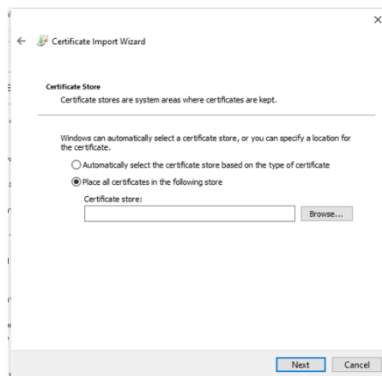 Certificate Import Wizard
Certificate Store
Certificate stores are system areas where certificates are kept.
Windows can automatically select a certificate store, or you can specify a location for
the certificate.
Automatically select the certificate store based on the type of certificate
Place all certificates in the following store
Certificate store:
Browse...
Next
Cancel